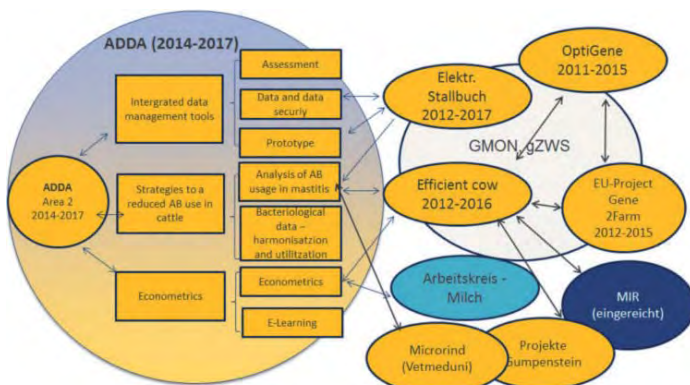 ADDA (2014-2017)
Assessment
Intergrated data
management tools
Data and data
securiy
Prototype
ADDA
Area 2
2014-2017
Strategies to a
reduced AB use in
cattle
Analysis of AB
usage in mastitis
Bacteriological
data –
harmonisatzion and
utilitzation
Econometrics
Econometrics
E-Learning
OptiGene
2011-2015
Elektr.
Stallbuch
2012-2017
GMON, gZWS
Efficient cow
2012-2016
EU-Project
Gene
2Farm
2012-2015
Arbeitskreis -
Milch
MIR
(eingereicht)
Microrind
(Vetmeduni)
Projekte
Gumpenstein